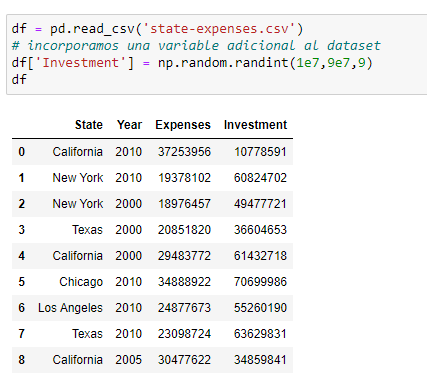 df = pd.read_csv('state-expenses.csv')
# incorporamos una variable adicional al dataset
df['Investment'] = np.random.randint(1e7,9e7,9)
df
State Year Expenses Investment
0 California 2010 37253956 10778591
1 New York 2010 19378102 60824702
2 New York 2000 18976457 49477721
3 Texas 2000 20851820 36604653
4 California 2000 29483772 61432718
5 Chicago 2010 34888922 70699986
6 Los Angeles 2010 24877673 55260190
7 Texas 2010 23098724 63629831
8 California 2005 30477622 34859841